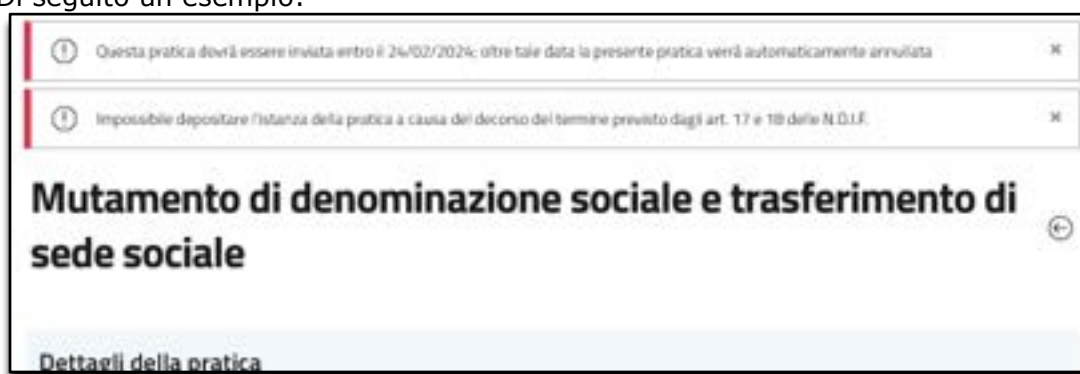 Di seguito un esempio:
Questa pratica dovrà essere inviata entro il 24/02/2024; oltre tale data la presente pratica verrà automaticamente annullata
Impossibile depositare l'istanza della pratica a causa del decorso del termine previsto dagli art. 17 e 18 delle N.O.I.F.
Mutamento di denominazione sociale e trasferimento di
sede sociale
Dettagli della pratica